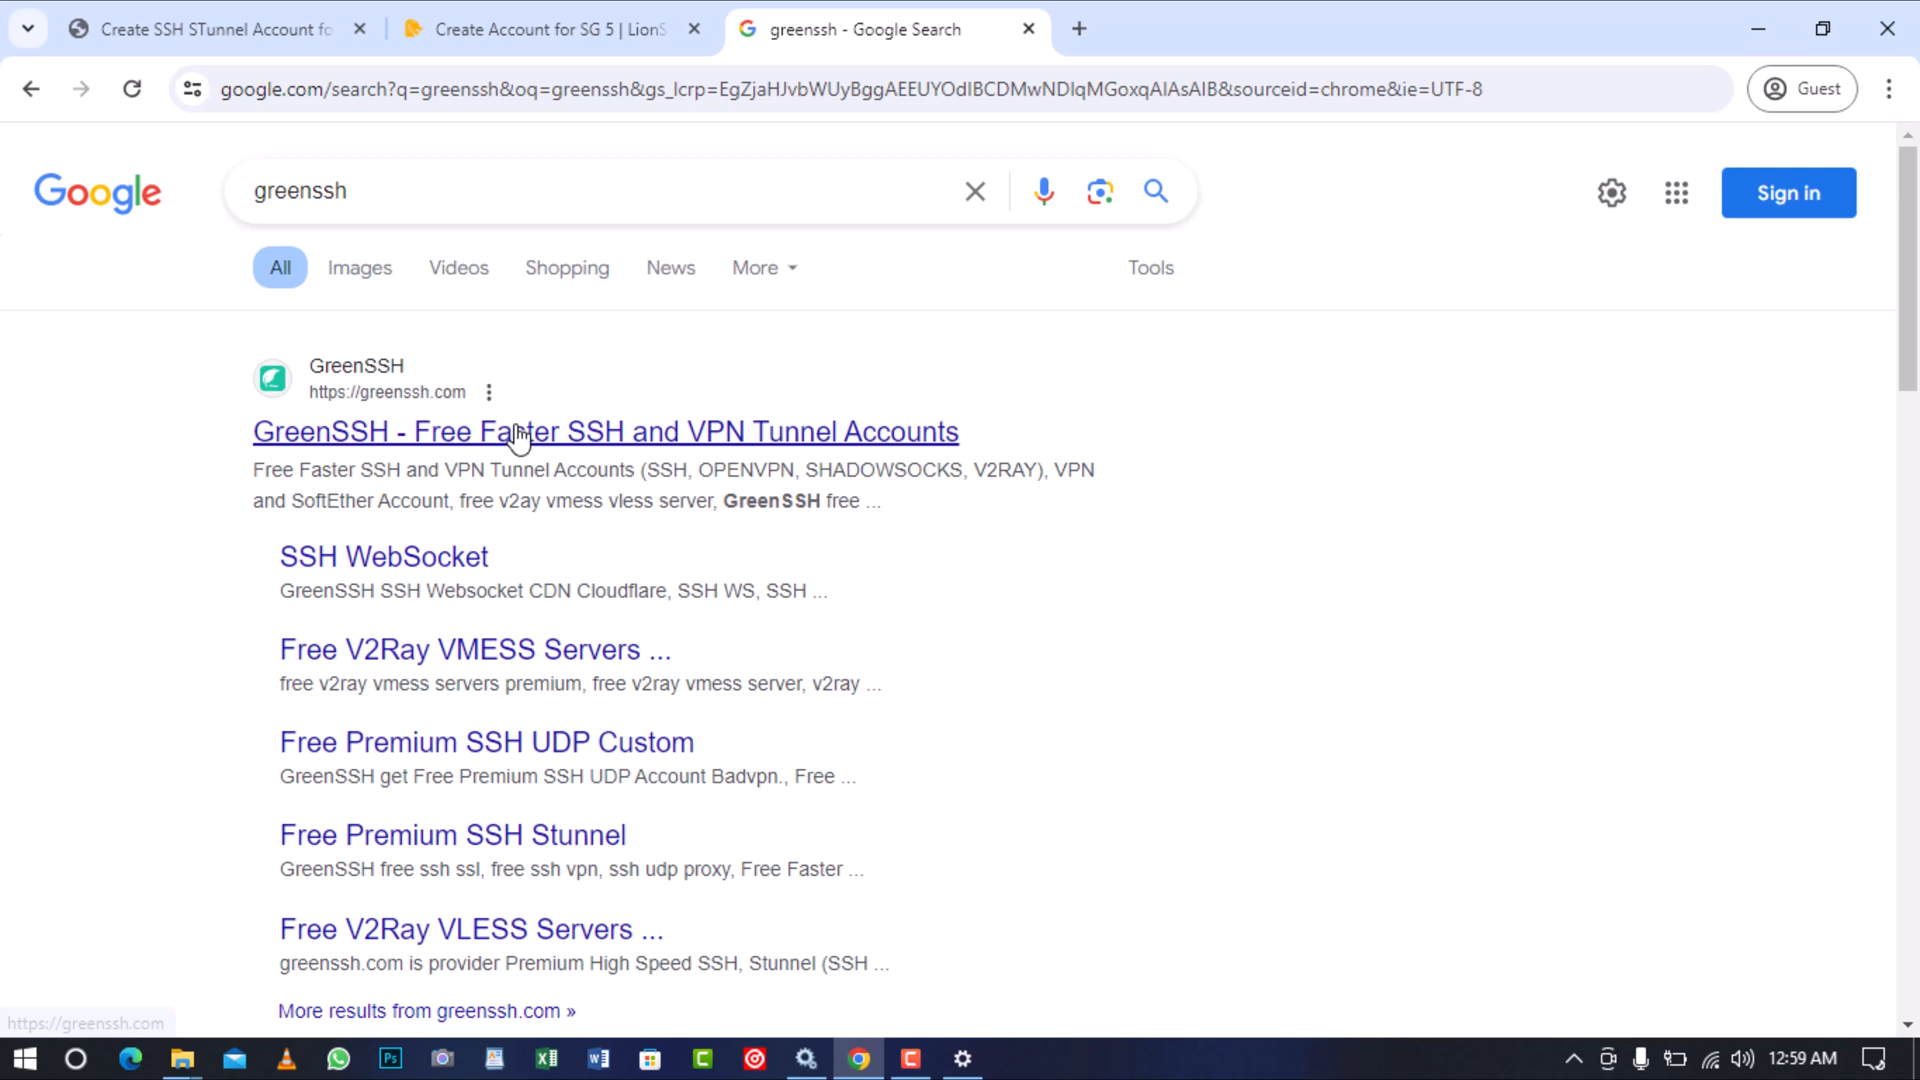 Create SSH STunnel Account fo
Create Account for SG 5 | LionS
greenssh - Google Search
google.com/search?q=greenssh&oq=greenssh&gs_lcrp=EgZjaHJvbWUyBggAEEUYOdIBCDMwNDIqMGoxqAIAsAIB&sourceid=chrome&ie=UTF-8
Guest
Google
greenssh
Sign in
All
Images
Videos
Shopping
News
More
Tools
GreenSSH
https://greenssh.com
GreenSSH - Free Faster SSH and VPN Tunnel Accounts
Free Faster SSH and VPN Tunnel Accounts (SSH, OPENVPN, SHADOWSOCKS, V2RAY), VPN
and SoftEther Account, free v2ay vmess vless server, GreenSSH free ...
SSH WebSocket
GreenSSH SSH Websocket CDN Cloudflare, SSH WS, SSH ...
Free V2Ray VMESS Servers ...
free v2ray vmess servers premium, free v2ray vmess server, v2ray ...
Free Premium SSH UDP Custom
GreenSSH get Free Premium SSH UDP Account Badvpn., Free ...
Free Premium SSH Stunnel
GreenSSH free ssh ssl, free ssh vpn, ssh udp proxy, Free Faster ...
Free V2Ray VLESS Servers ...
greenssh.com is provider Premium High Speed SSH, Stunnel (SSH ...
More results from greenssh.com »
https://greenssh.com
Ps
12:59 AM